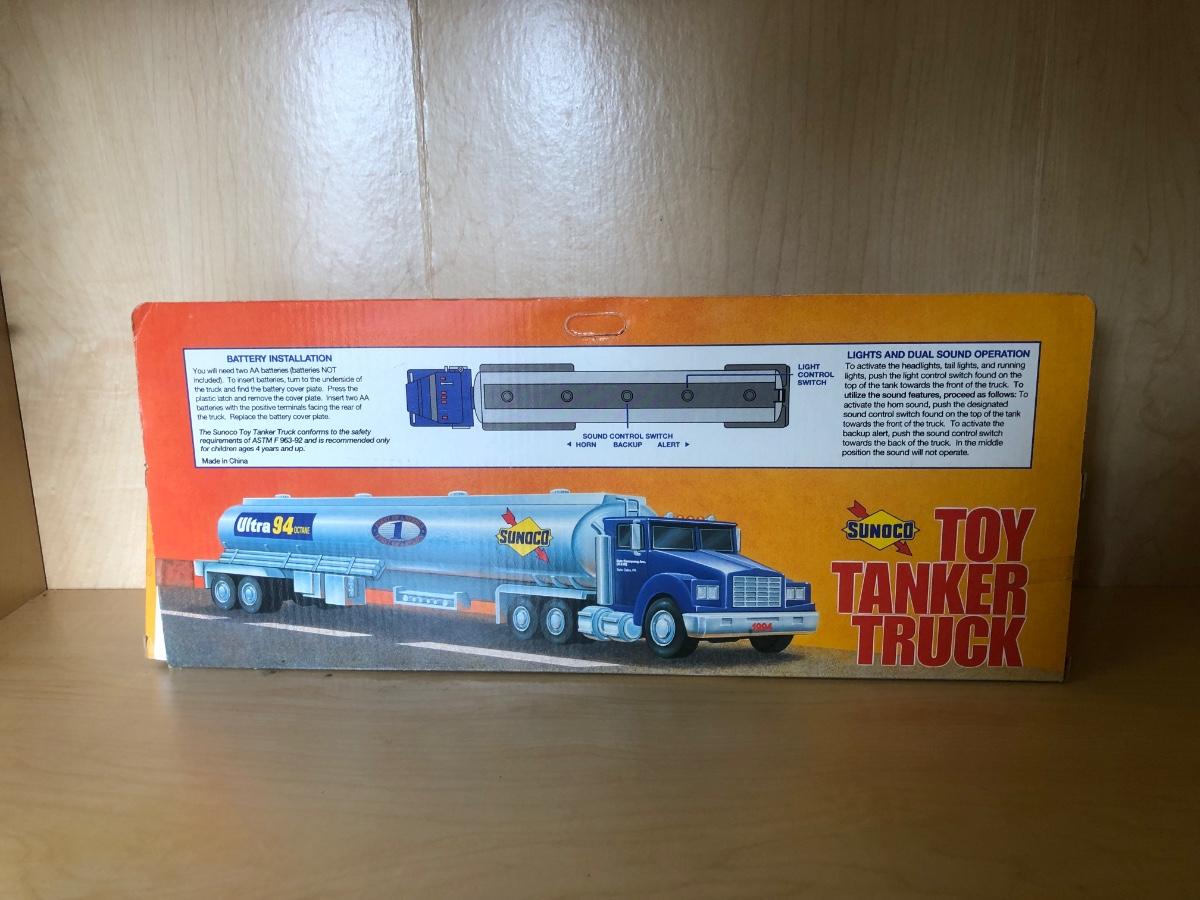 BATTERY INSTALLATION
You will need two AA batteries (batteries NOT
included). To insert batteries, turn to the underside of
the truck and find the battery cover plate. Press the
plastic latch and remove the cover plate. Insert two AA
batteries with the positive terminals facing the rear of
the truck. Replace the battery cover plate.
The Sunoco Toy Tanker Truck conforms to the safety
requirements of ASTM F 963-92 and is recommended only
for children ages 4 years and up.
Made in China
LIGHT
CONTROL
SWITCH
SOUND CONTROL SWITCH
◄ HORN BACKUP ALERT ►
LIGHTS AND DUAL SOUND OPERATION
To activate the headlights, tail lights, and running
lights, push the light control switch found on the
top of the tank towards the front of the truck. To
utilize the sound features, proceed as follows: To
activate the horn sound, push the designated
sound control switch found on the top of the tank
towards the front of the truck. To activate the
backup alert, push the sound control switch
towards the back of the truck. In the middle
position the sound will not operate.
Ultra 94 OCTANE
1
SUNOCO
1994
SUNOCO
TOY
TANKER
TRUCK